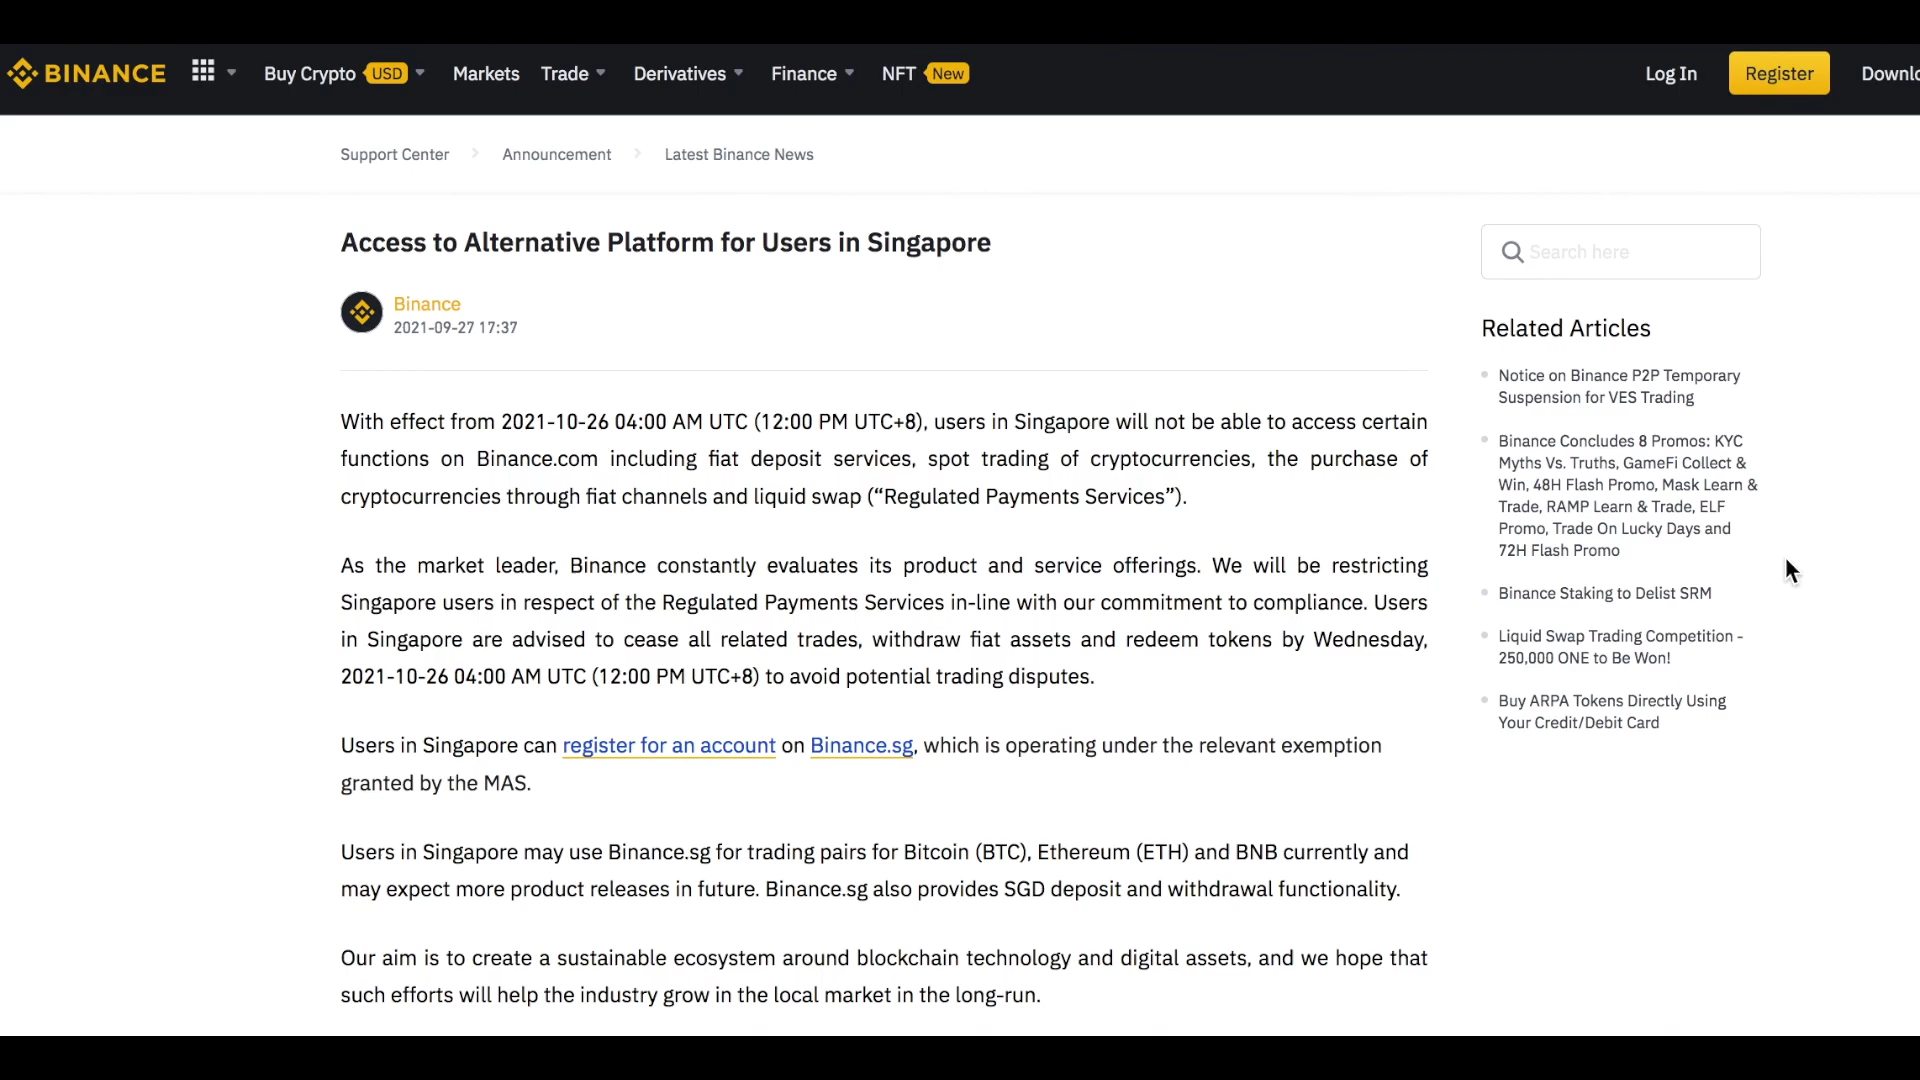 BINANCE
Buy Crypto USD
Markets
Trade
Derivatives
Finance
NFT New
Log In
Register
Downlo
Support Center
Announcement
Latest Binance News
Access to Alternative Platform for Users in Singapore
Binance
2021-09-27 17:37
With effect from 2021-10-26 04:00 AM UTC (12:00 PM UTC+8), users in Singapore will not be able to access certain
functions on Binance.com including fiat deposit services, spot trading of cryptocurrencies, the purchase of
cryptocurrencies through fiat channels and liquid swap (“Regulated Payments Services”).
As the market leader, Binance constantly evaluates its product and service offerings. We will be restricting
Singapore users in respect of the Regulated Payments Services in-line with our commitment to compliance. Users
in Singapore are advised to cease all related trades, withdraw fiat assets and redeem tokens by Wednesday,
2021-10-26 04:00 AM UTC (12:00 PM UTC+8) to avoid potential trading disputes.
Users in Singapore can register for an account on Binance.sg, which is operating under the relevant exemption
granted by the MAS.
Users in Singapore may use Binance.sg for trading pairs for Bitcoin (BTC), Ethereum (ETH) and BNB currently and
may expect more product releases in future. Binance.sg also provides SGD deposit and withdrawal functionality.
Our aim is to create a sustainable ecosystem around blockchain technology and digital assets, and we hope that
such efforts will help the industry grow in the local market in the long-run.
Search here
Related Articles
Notice on Binance P2P Temporary
Suspension for VES Trading
Binance Concludes 8 Promos: KYC
Myths Vs. Truths, GameFi Collect &
Win, 48H Flash Promo, Mask Learn &
Trade, RAMP Learn & Trade, ELF
Promo, Trade On Lucky Days and
72H Flash Promo
Binance Staking to Delist SRM
Liquid Swap Trading Competition -
250,000 ONE to Be Won!
Buy ARPA Tokens Directly Using
Your Credit/Debit Card